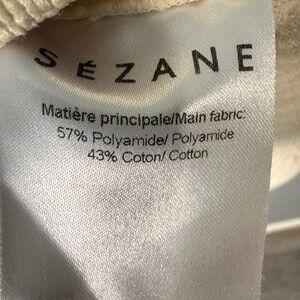 SÉZANE
Matière principale/Main fabric:
57% Polyamide/ Polyamide
43% Coton/ Cotton